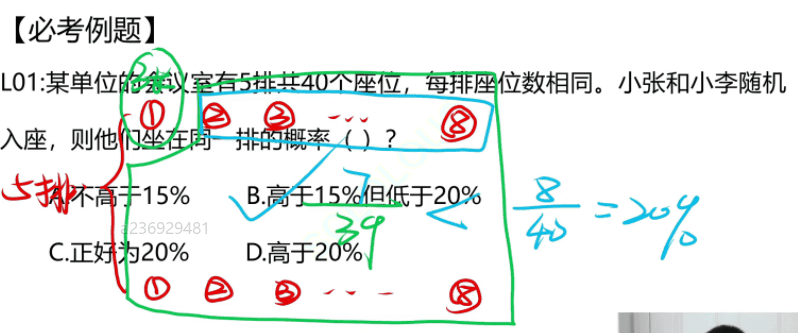 【必考例题】
L01:某单位的会议室有5排共40个座位，每排座位数相同。小张和小李随机
① ② ③ ... ⑧
入座，则他们坐在同一排的概率（ ）？
5排
A.不高于15% B.高于15%但低于20%
7/39 < 8/40 = 20%
a236929481
C.正好为20% D.高于20%
① ② ③ ... ⑧